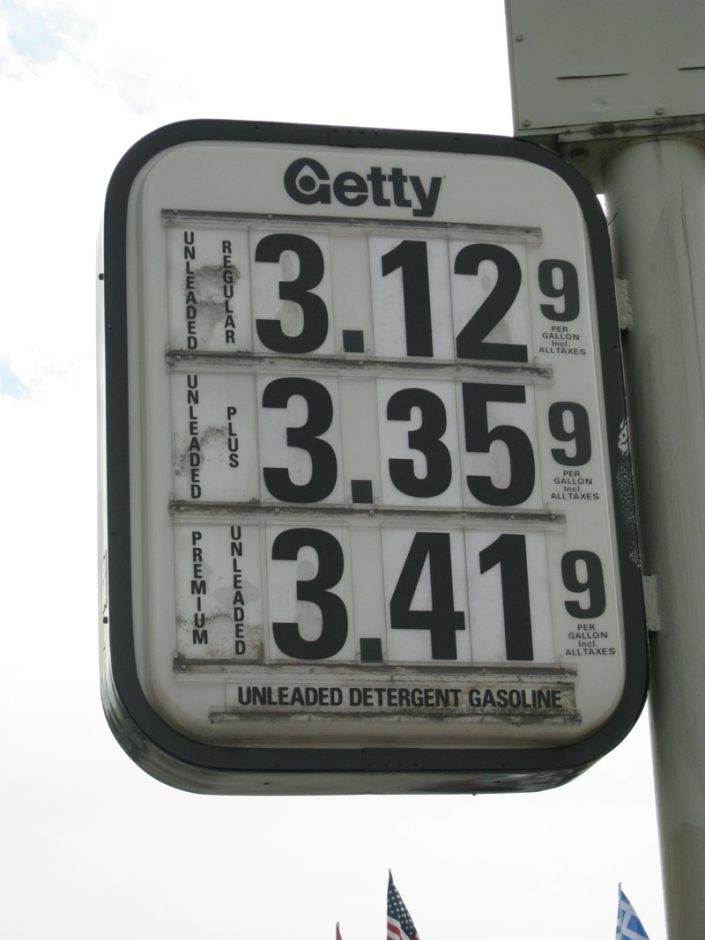 Getty
UNLEADED REGULAR 3.12 9
PER
GALLON
Incl.
ALL TAXES
UNLEADED PLUS 3.35 9
PER
GALLON
Incl.
ALL TAXES
PREMIUM UNLEADED 3.41 9
PER
GALLON
Incl.
ALL TAXES
UNLEADED DETERGENT GASOLINE